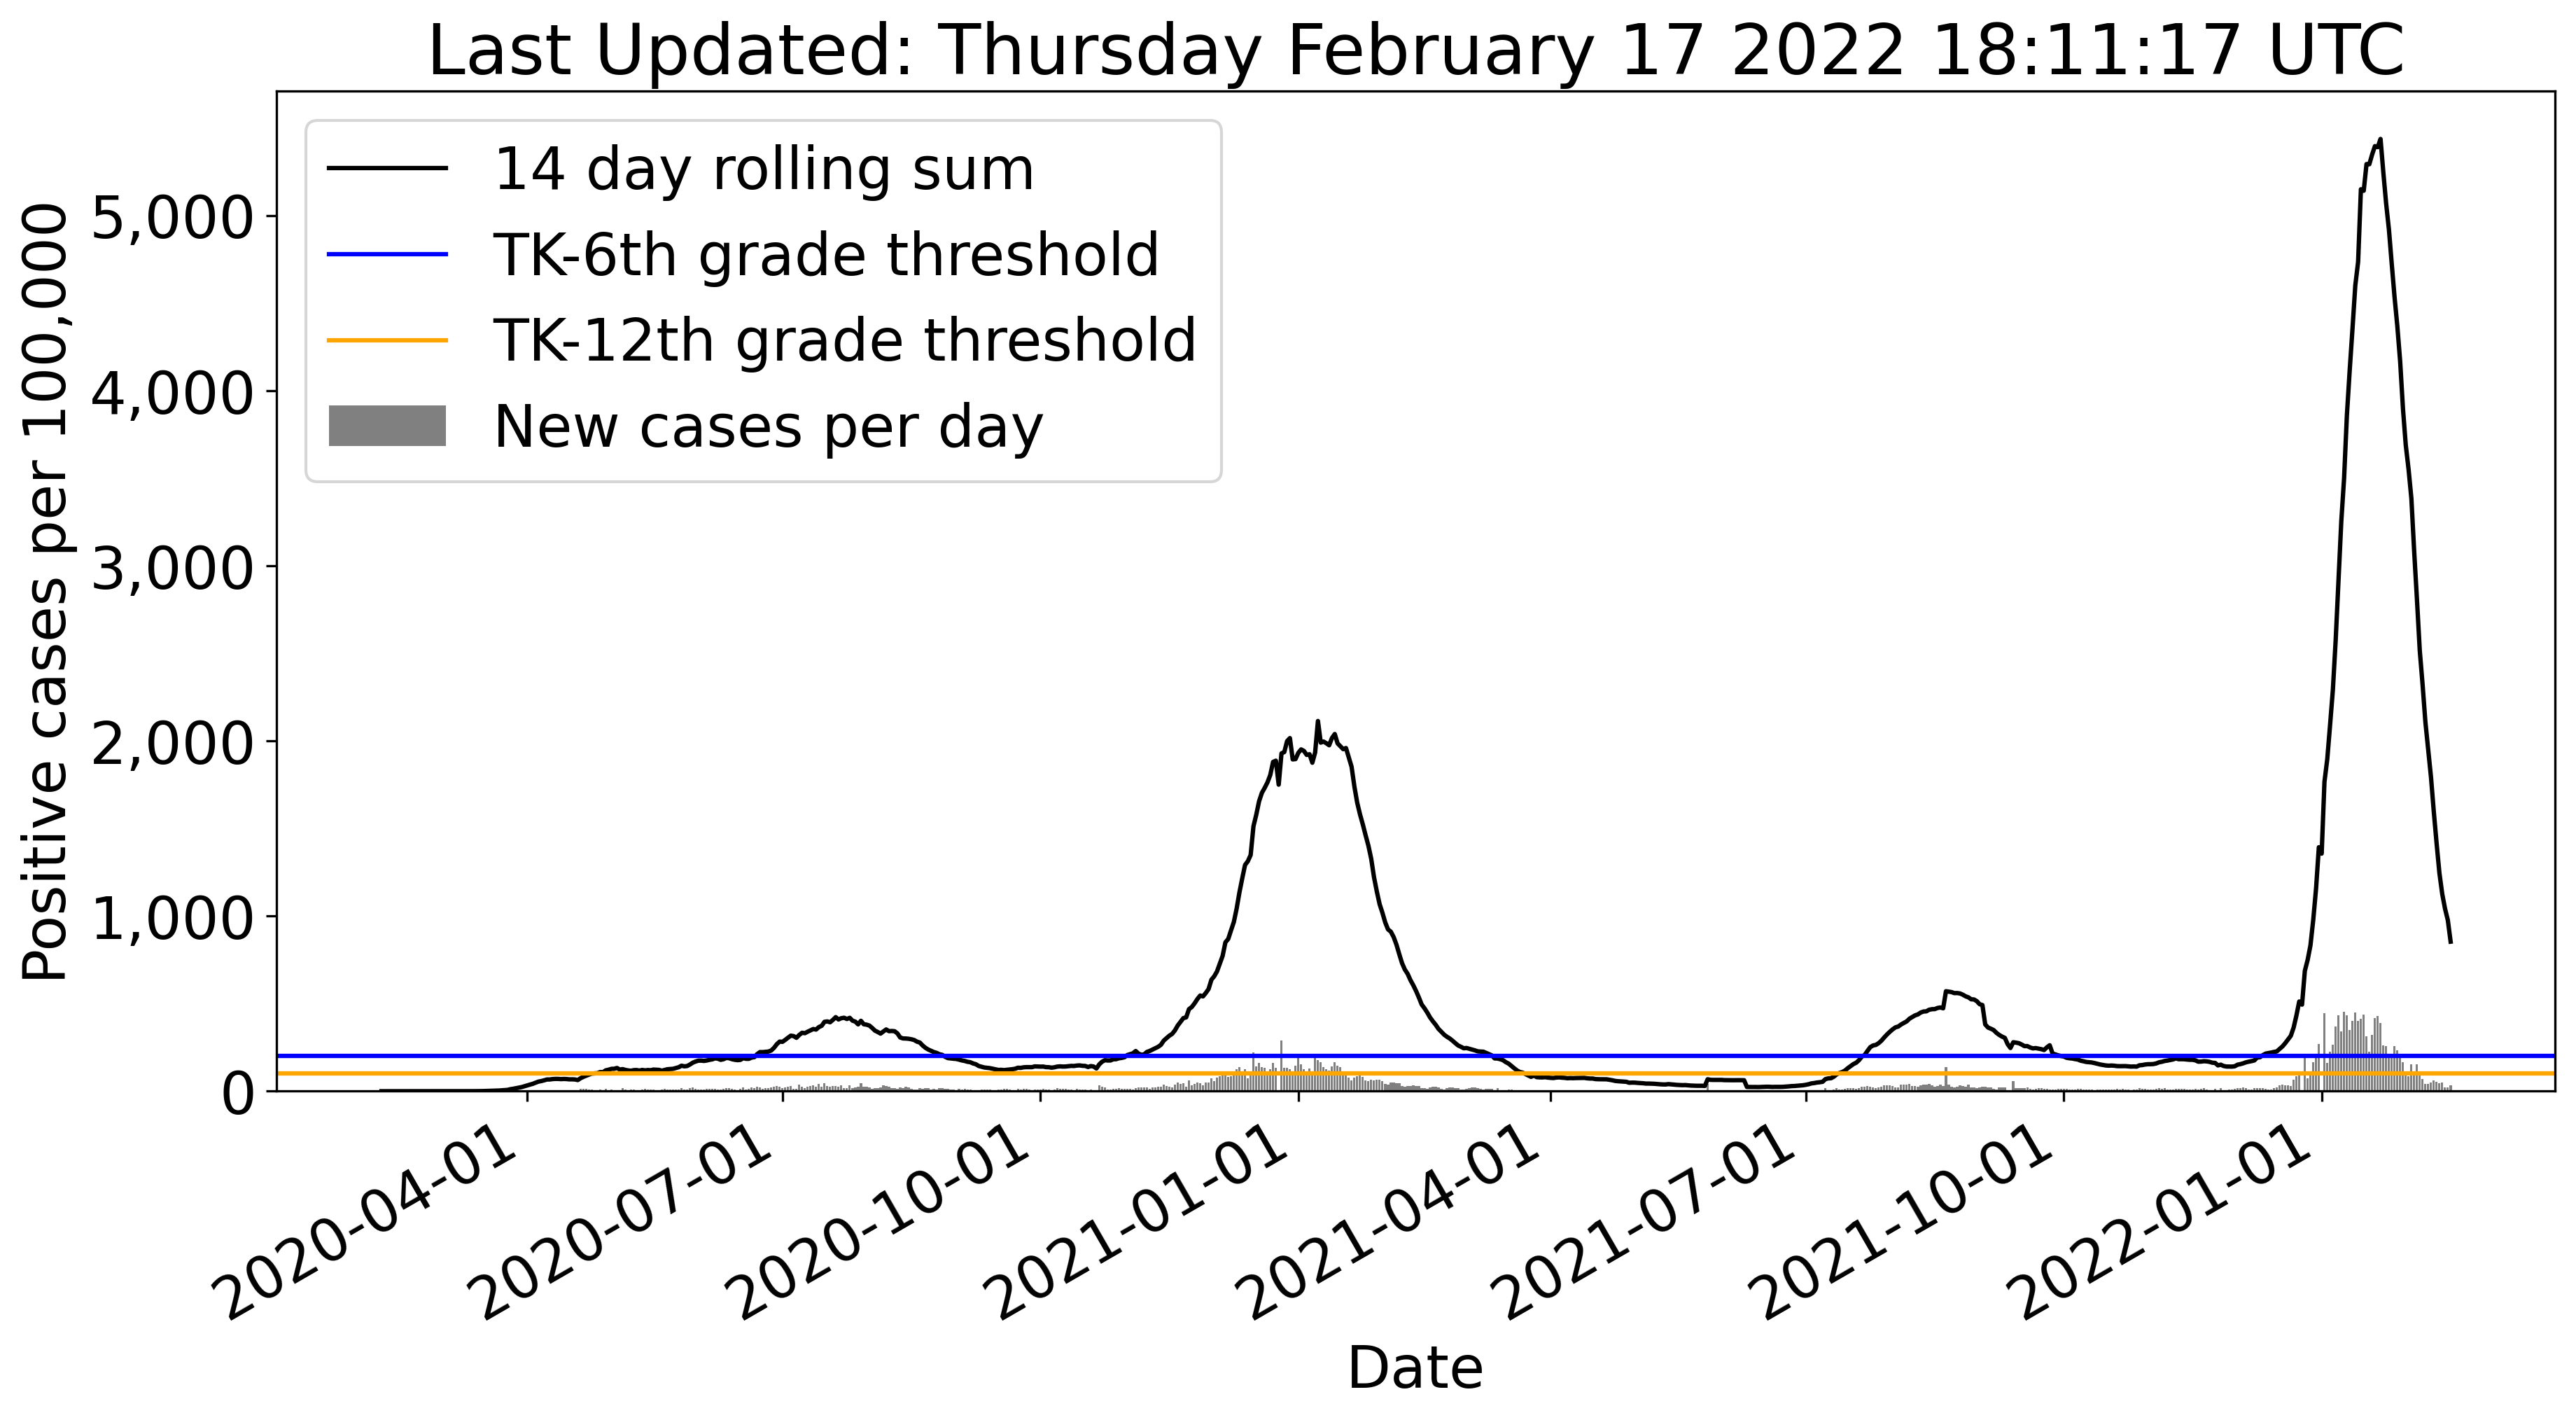 Last Updated: Thursday February 17 2022 18:11:17 UTC
14 day rolling sum
TK-6th grade threshold
TK-12th grade threshold
New cases per day
Positive cases per 100,000
5,000
4,000
3,000
2,000
1,000
0
2020-04-01
2020-07-01
2020-10-01
2021-01-01
2021-04-01
2021-07-01
2021-10-01
2022-01-01
Date